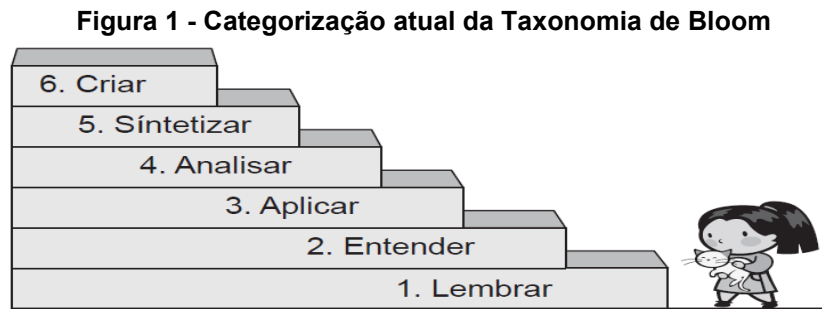 Figura 1 - Categorização atual da Taxonomia de Bloom
6. Criar
5. Síntetizar
4. Analisar
3. Aplicar
2. Entender
1. Lembrar